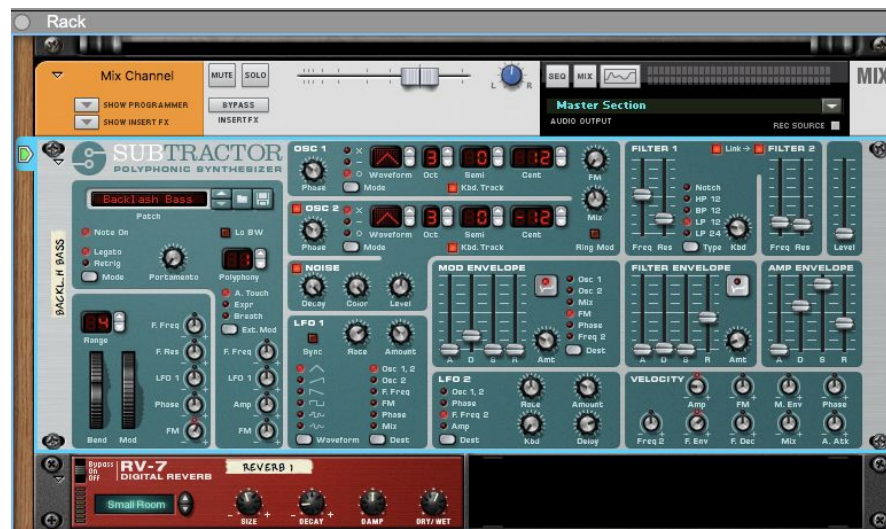 Rack
Mix Channel
MUTE SOLO
L R
SEQ MIX
MIX
SHOW PROGRAMMER
BYPASS
Master Section
SHOW INSERT FX
INSERT FX
AUDIO OUTPUT
REC SOURCE
SUBTRACTOR
POLYPHONIC SYNTHESIZER
BACKL.H BASS
Backlash Bass
Patch
Note On
Lo BW
Legato
Retrig
Mode
Portamento
1
Polyphony
A. Touch
Expr
Breath
Ext. Mod
4
Range
Bend Mod
F. Freq
F. Res
LFO 1
Phase
FM
F. Freq
LFO 1
Amp
FM
OSC 1
3 0 12
Phase Mode Waveform Oct Semi Cent FM
Kbd. Track
OSC 2
3 0 -12
Phase Mode Waveform Oct Semi Cent Mix
Kbd. Track
Ring Mod
NOISE
Decay Color Level
LFO 1
Sync Rate Amount
Osc 1, 2
Osc 2
F. Freq
FM
Phase
Mix
Waveform Dest
FILTER 1 Link FILTER 2
Notch
HP 12
BP 12
LP 12
LP 24
Freq Res Type Kbd Freq Res Level
MOD ENVELOPE
Osc 1
Osc 2
Mix
FM
Phase
Freq 2
A D S R Amt Dest
FILTER ENVELOPE
A D S R Amt
AMP ENVELOPE
A D S R
LFO 2
Osc 1, 2
Phase
F. Freq 2
Amp
Dest
Rate Amount
Kbd Delay
VELOCITY
Amp FM M. Env Phase
Freq 2 F. Env F. Dec Mix A. Atk
Bypass
On
OFF
RV-7
DIGITAL REVERB
REVERB 1
Small Room
SIZE DECAY DAMP DRY/WET